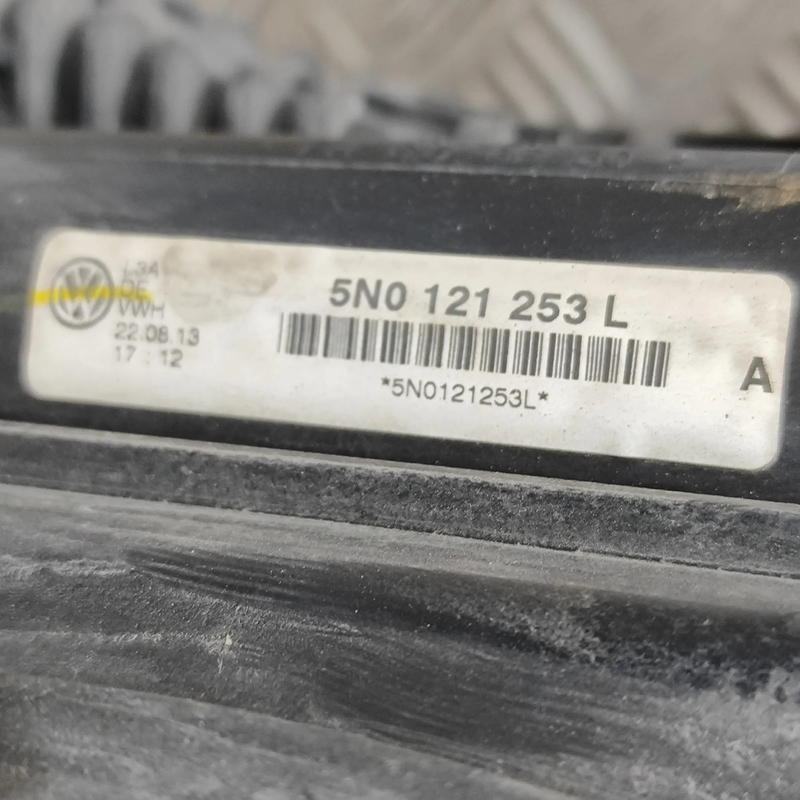 L3A
DE
VWH
22.08.13
17:12
5N0 121 253 L
*5N0121253L*
A